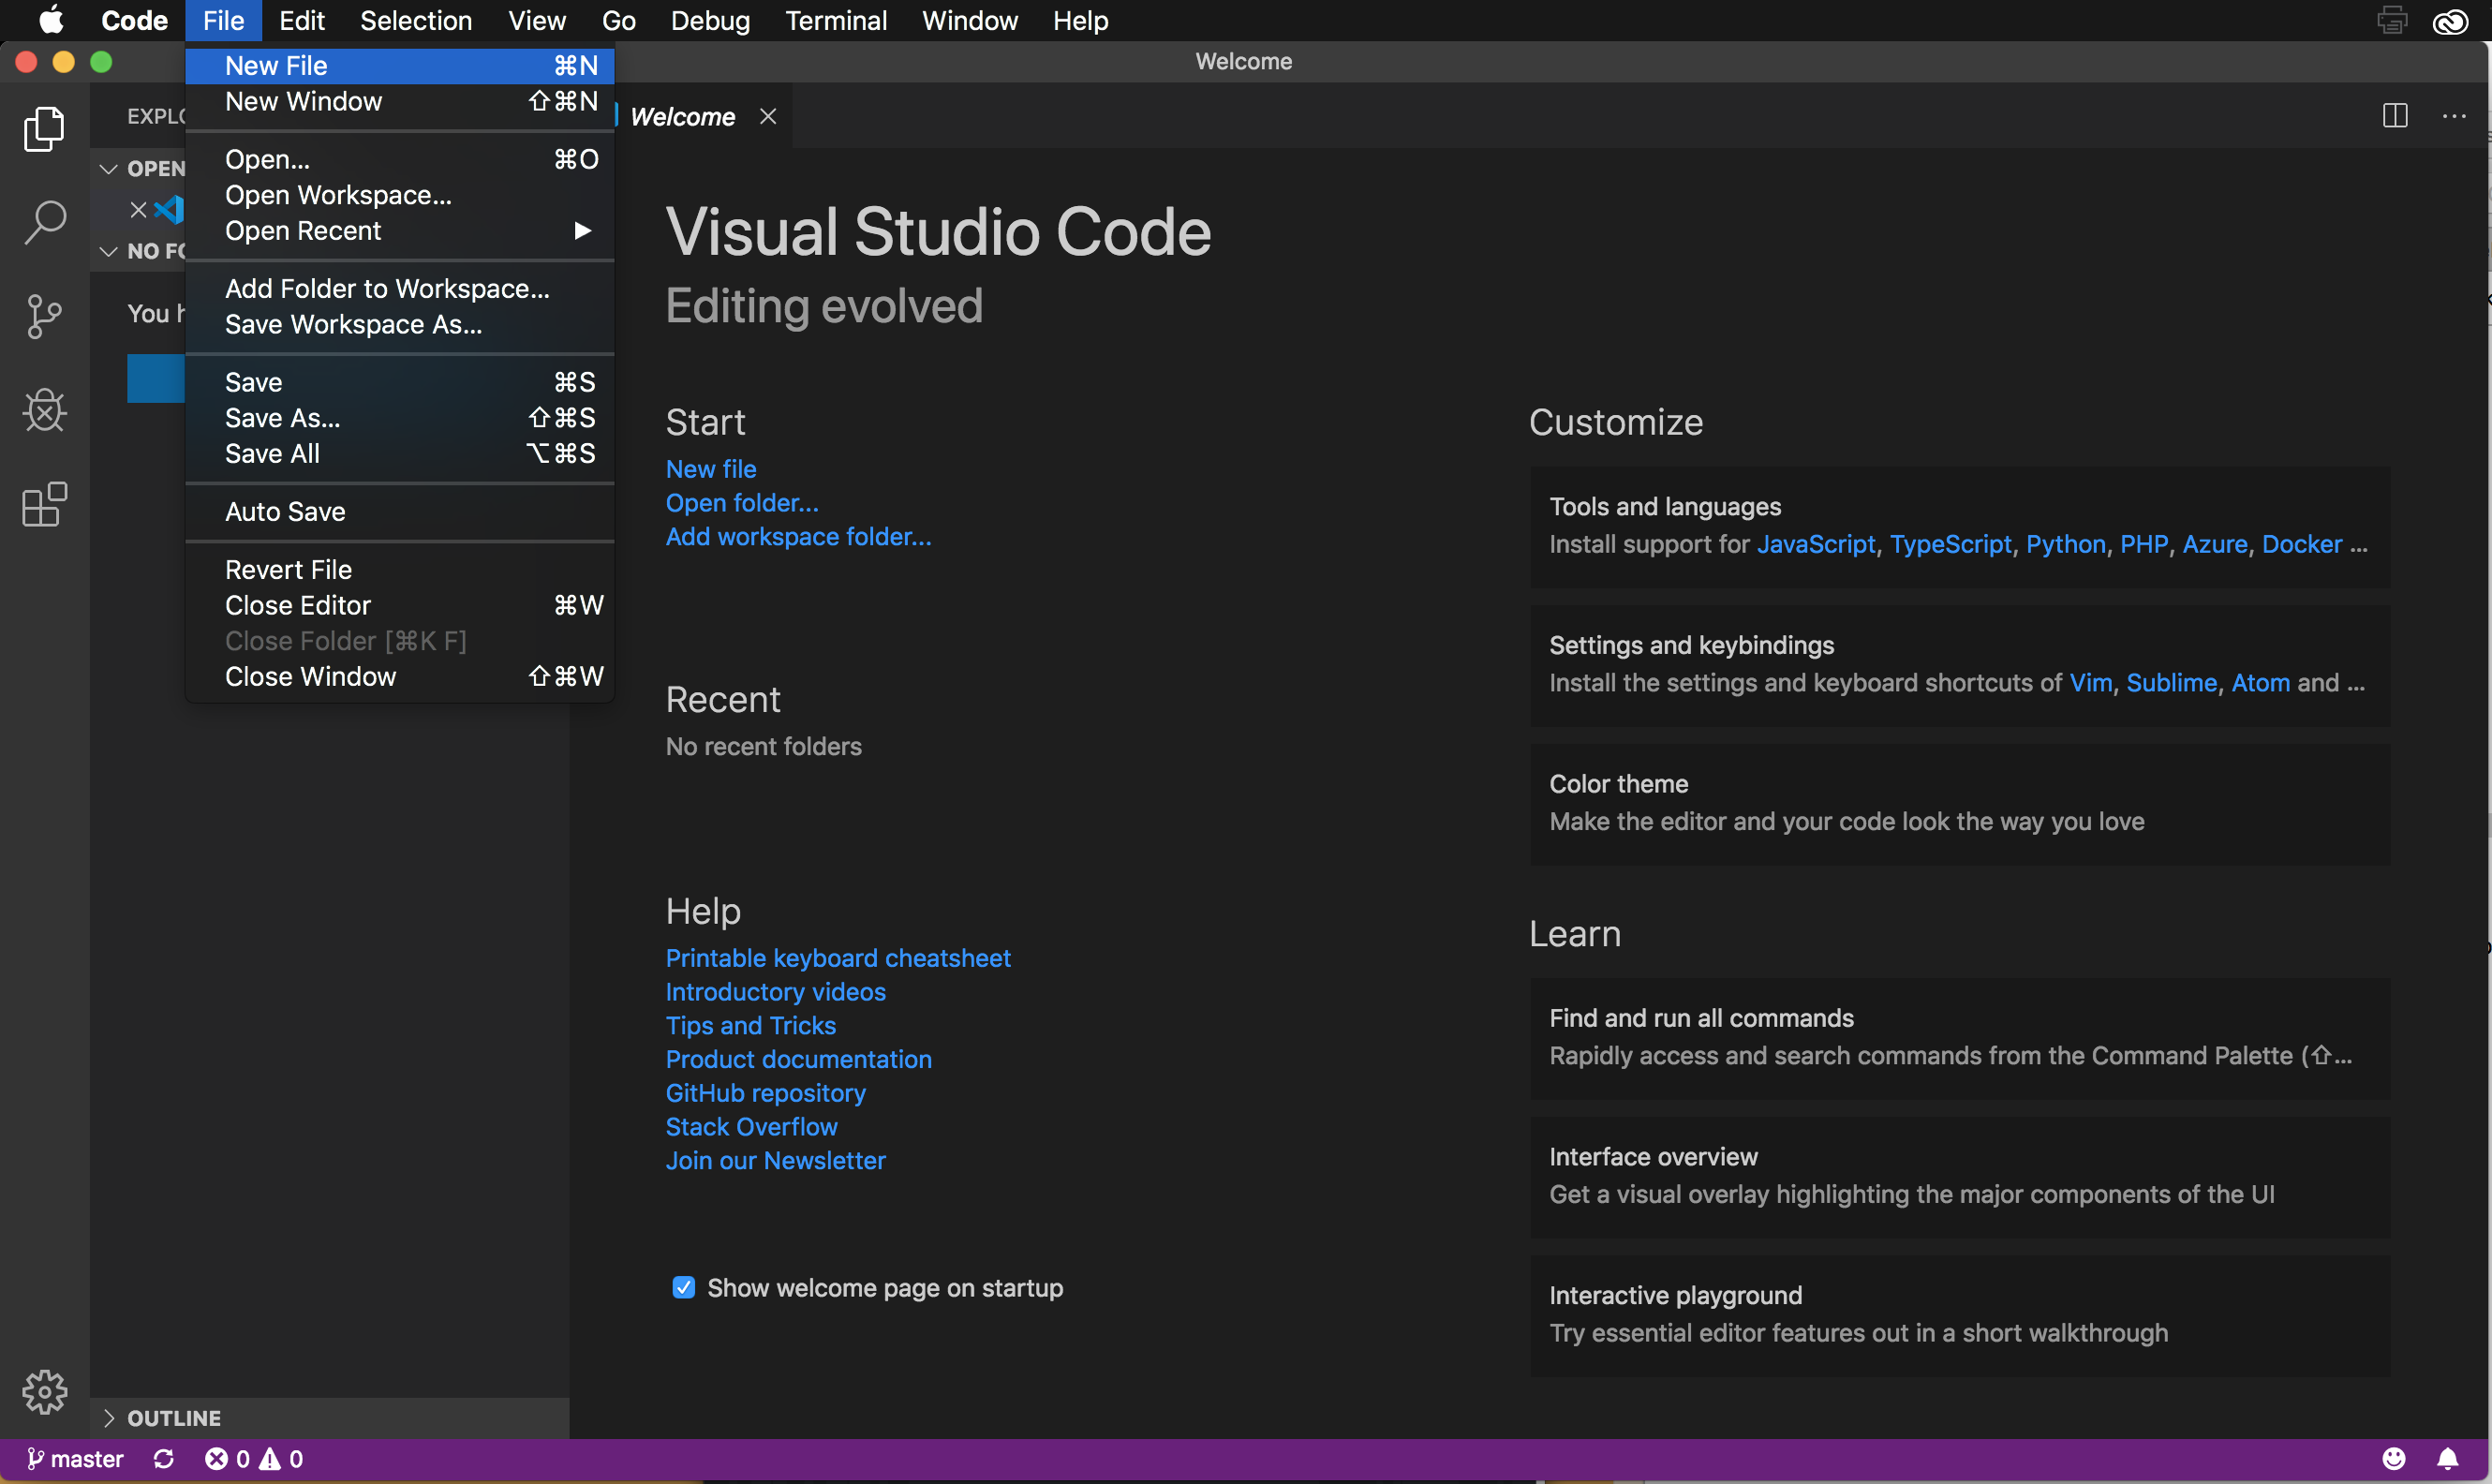 Code File Edit Selection View Go Debug Terminal Window Help
Welcome
New File ⌘N
New Window ⇧⌘N
Open... ⌘O
Open Workspace...
Open Recent ▶
Add Folder to Workspace...
Save Workspace As...
Save ⌘S
Save As... ⇧⌘S
Save All ⌥⌘S
Auto Save
Revert File
Close Editor ⌘W
Close Folder [⌘K F]
Close Window ⇧⌘W
OPEN
You
OUTLINE
Welcome
Visual Studio Code
Editing evolved
Start
New file
Open folder...
Add workspace folder...
Recent
No recent folders
Help
Printable keyboard cheatsheet
Introductory videos
Tips and Tricks
Product documentation
GitHub repository
Stack Overflow
Join our Newsletter
Show welcome page on startup
Customize
Tools and languages
Install support for JavaScript, TypeScript, Python, PHP, Azure, Docker ...
Settings and keybindings
Install the settings and keyboard shortcuts of Vim, Sublime, Atom and ...
Color theme
Make the editor and your code look the way you love
Learn
Find and run all commands
Rapidly access and search commands from the Command Palette (⇧...
Interface overview
Get a visual overlay highlighting the major components of the UI
Interactive playground
Try essential editor features out in a short walkthrough
master 0 0